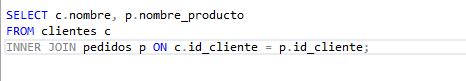 SELECT c.nombre, p.nombre_producto
FROM clientes c
INNER JOIN pedidos p ON c.id_cliente = p.id_cliente;